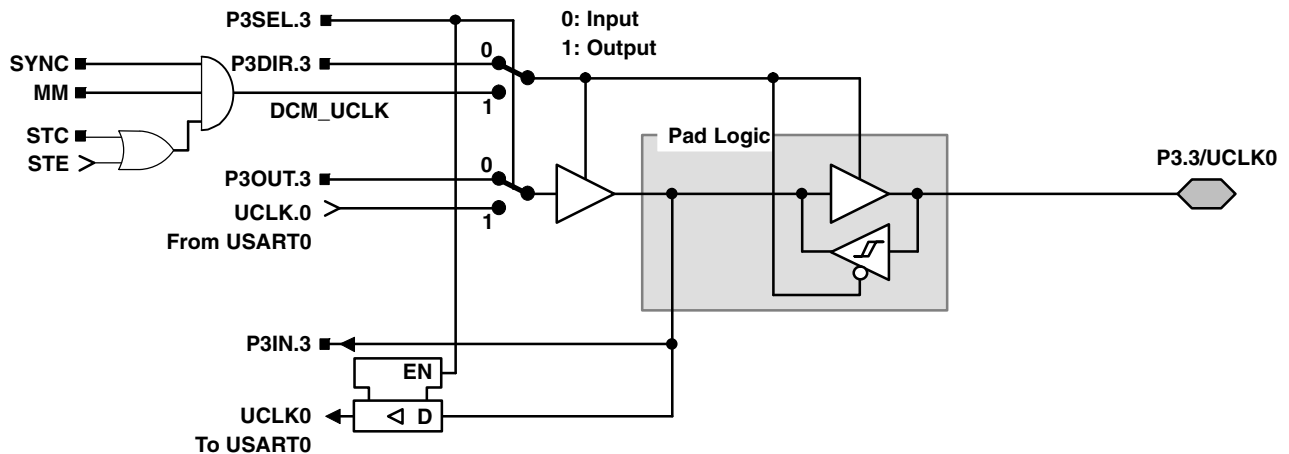 P3SEL.3
0: Input
1: Output
SYNC
P3DIR.3
0
MM
1
DCM_UCLK
Pad Logic
STC
STE
P3OUT.3
0
P3.3/UCLK0
UCLK.0
1
From USART0
P3IN.3
EN
UCLK0
D
To USART0